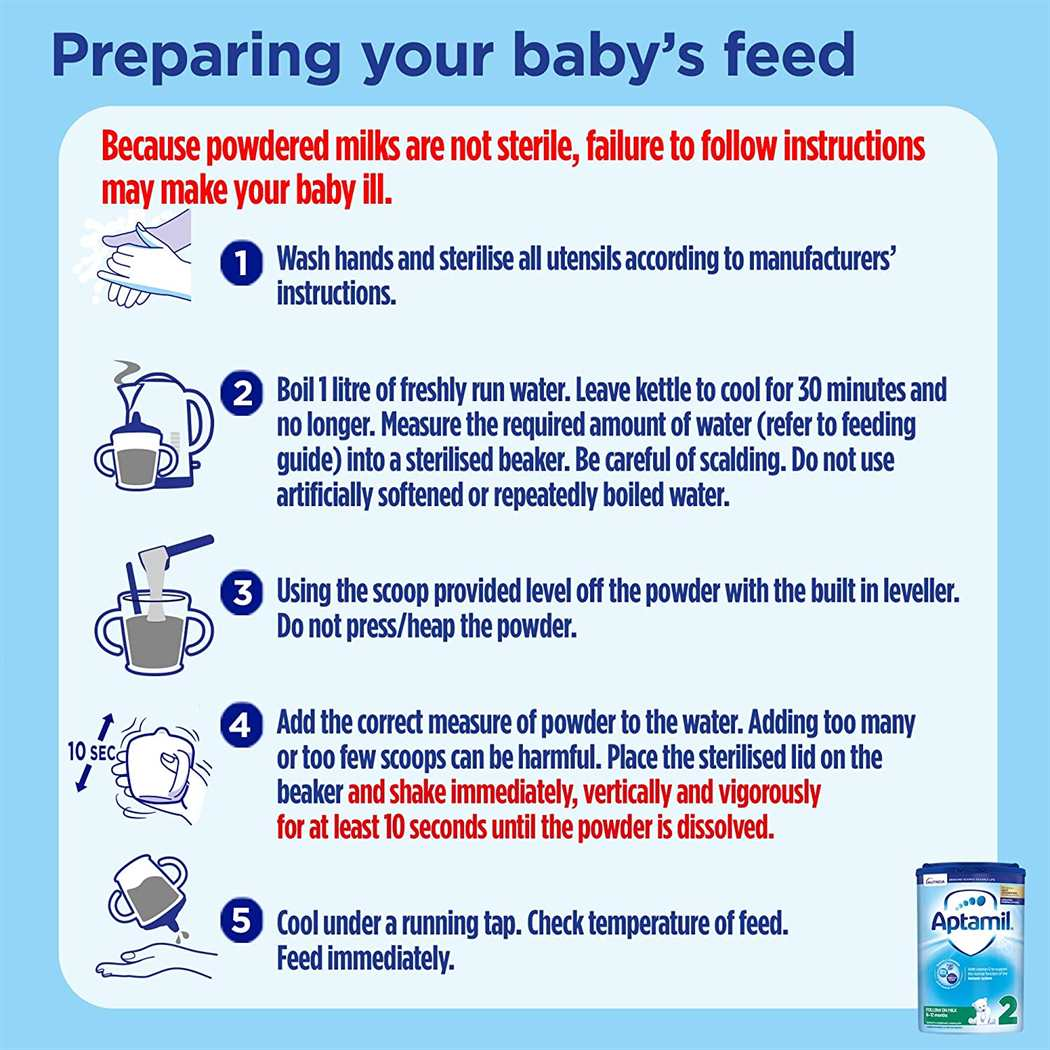 Preparing your baby's feed
Because powdered milks are not sterile, failure to follow instructions
may make your baby ill.
1
Wash hands and sterilise all utensils according to manufacturers'
instructions.
2
Boil 1 litre of freshly run water. Leave kettle to cool for 30 minutes and
no longer. Measure the required amount of water (refer to feeding
guide) into a sterilised beaker. Be careful of scalding. Do not use
artificially softened or repeatedly boiled water.
3
Using the scoop provided level off the powder with the built in leveller.
Do not press/heap the powder.
10 SEC
4
Add the correct measure of powder to the water. Adding too many
or too few scoops can be harmful. Place the sterilised lid on the
beaker and shake immediately, vertically and vigorously
for at least 10 seconds until the powder is dissolved.
5
Cool under a running tap. Check temperature of feed.
Feed immediately.
NUTRICIA
Aptamil
FOLLOW ON MILK
6-12 months
2